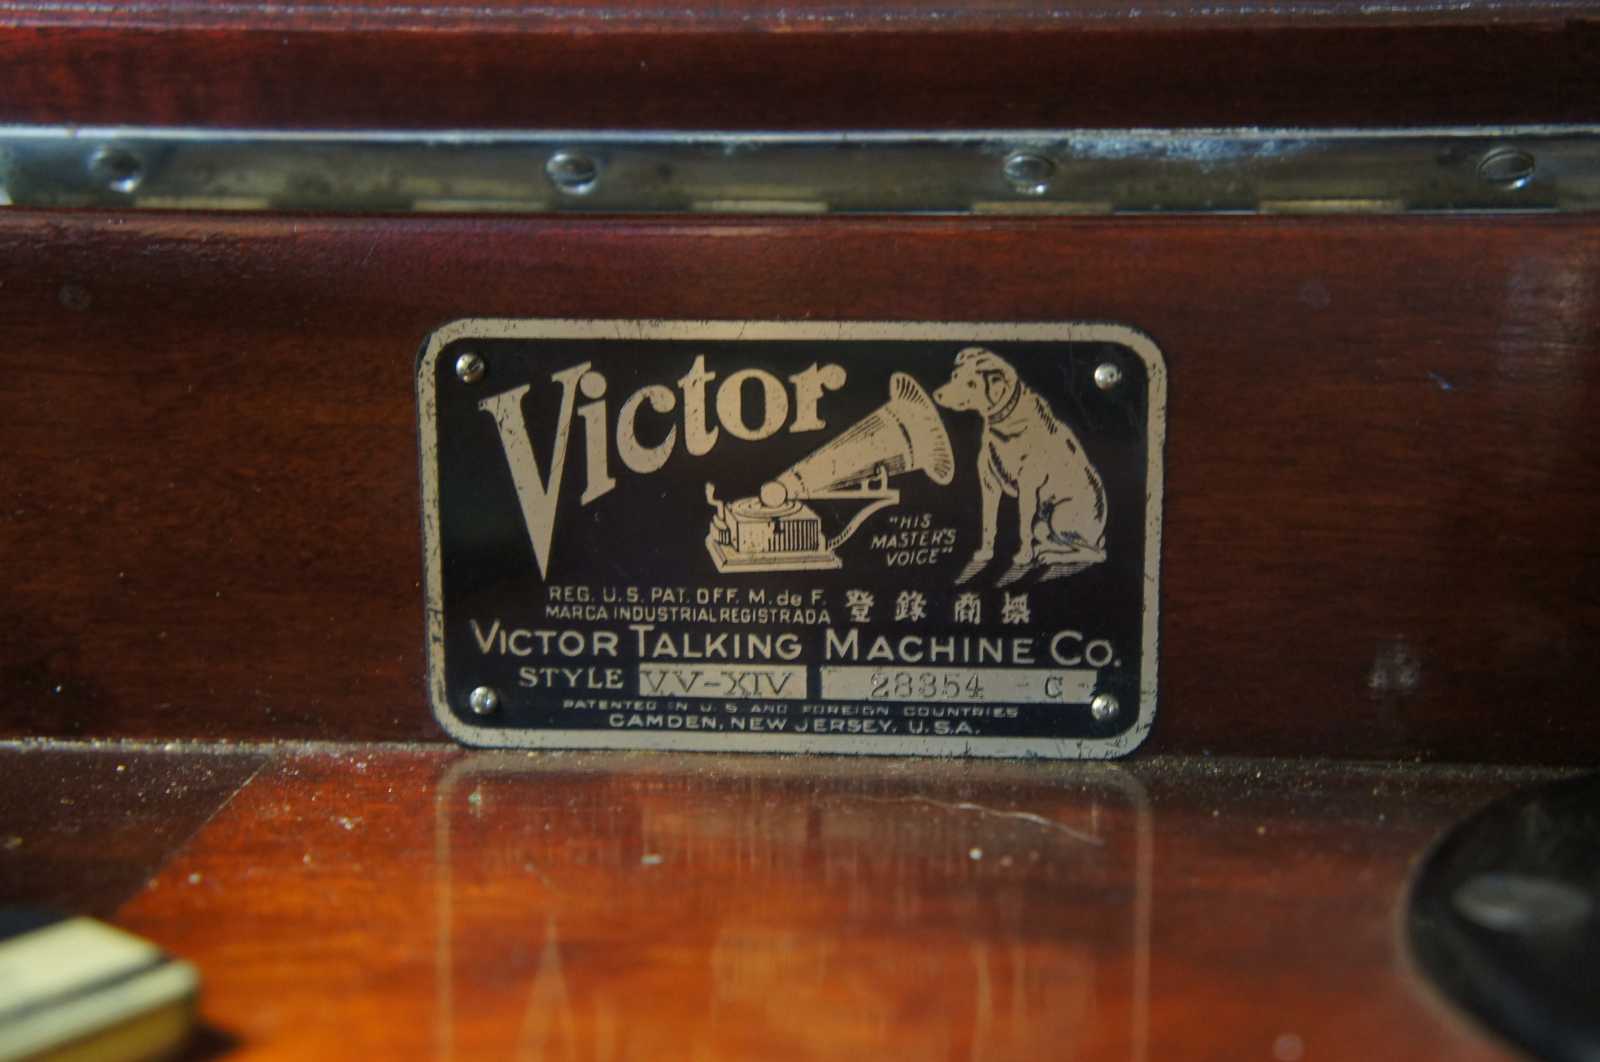 Victor
"HIS
MASTER'S
VOICE"
REG. U.S. PAT. OFF. M. de F.
MARCA INDUSTRIAL REGISTRADA 登錄商標
VICTOR TALKING MACHINE CO.
STYLE VV-XIV 28354 C
PATENTED IN U.S. AND FOREIGN COUNTRIES
CAMDEN, NEW JERSEY, U.S.A.